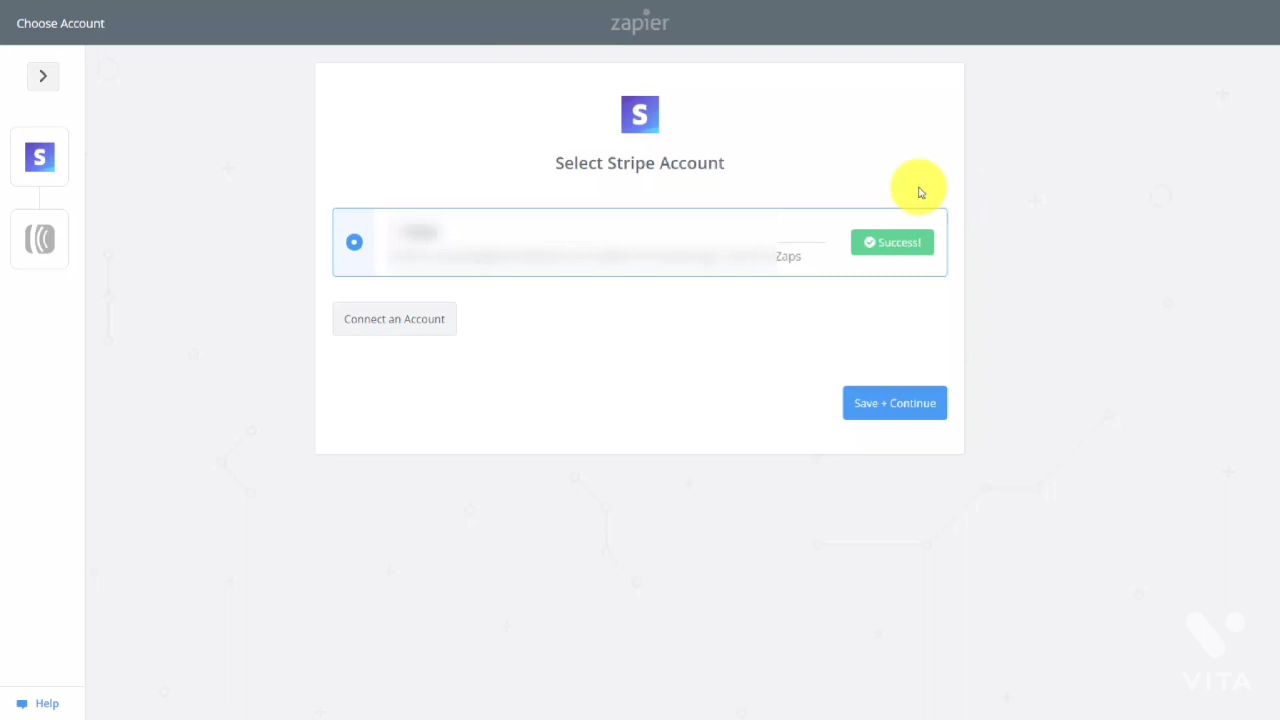 Choose Account
zapier
S
Select Stripe Account
S
Success!
Zaps
Connect an Account
Save + Continue
VITA
Help